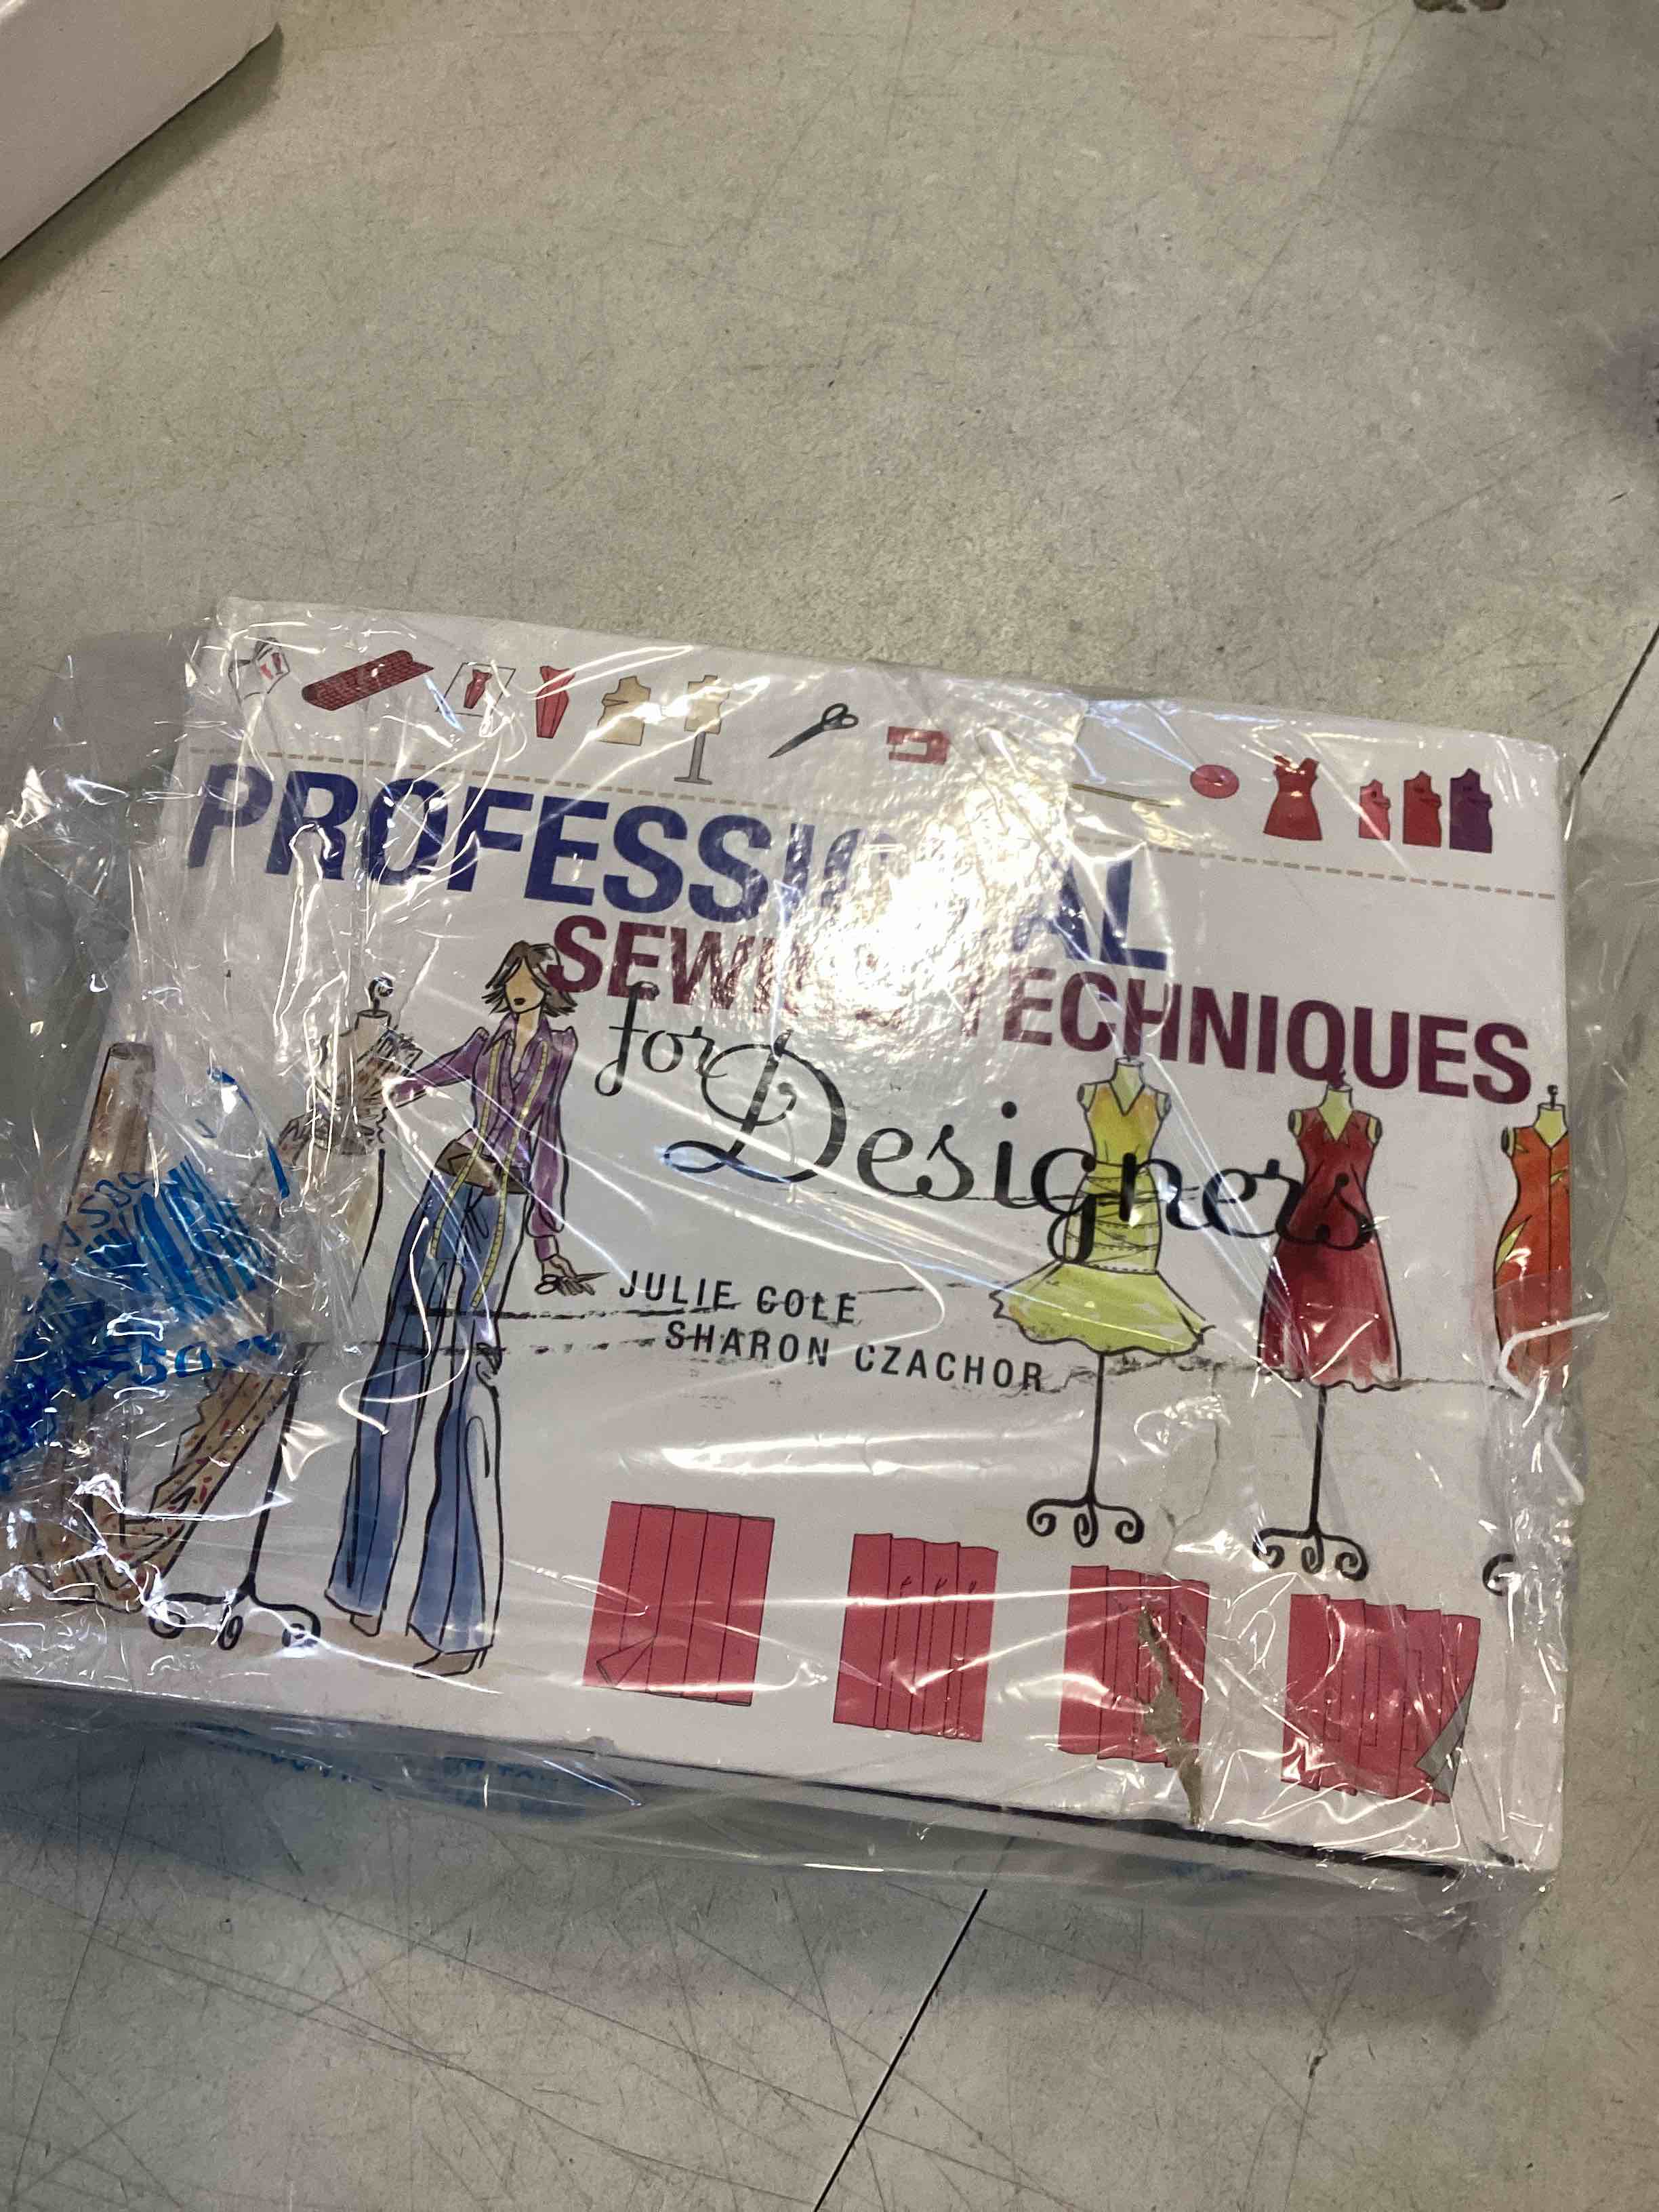 PROFESSIONAL
SEWING TECHNIQUES
for Designers
JULIE COLE
SHARON CZACHOR